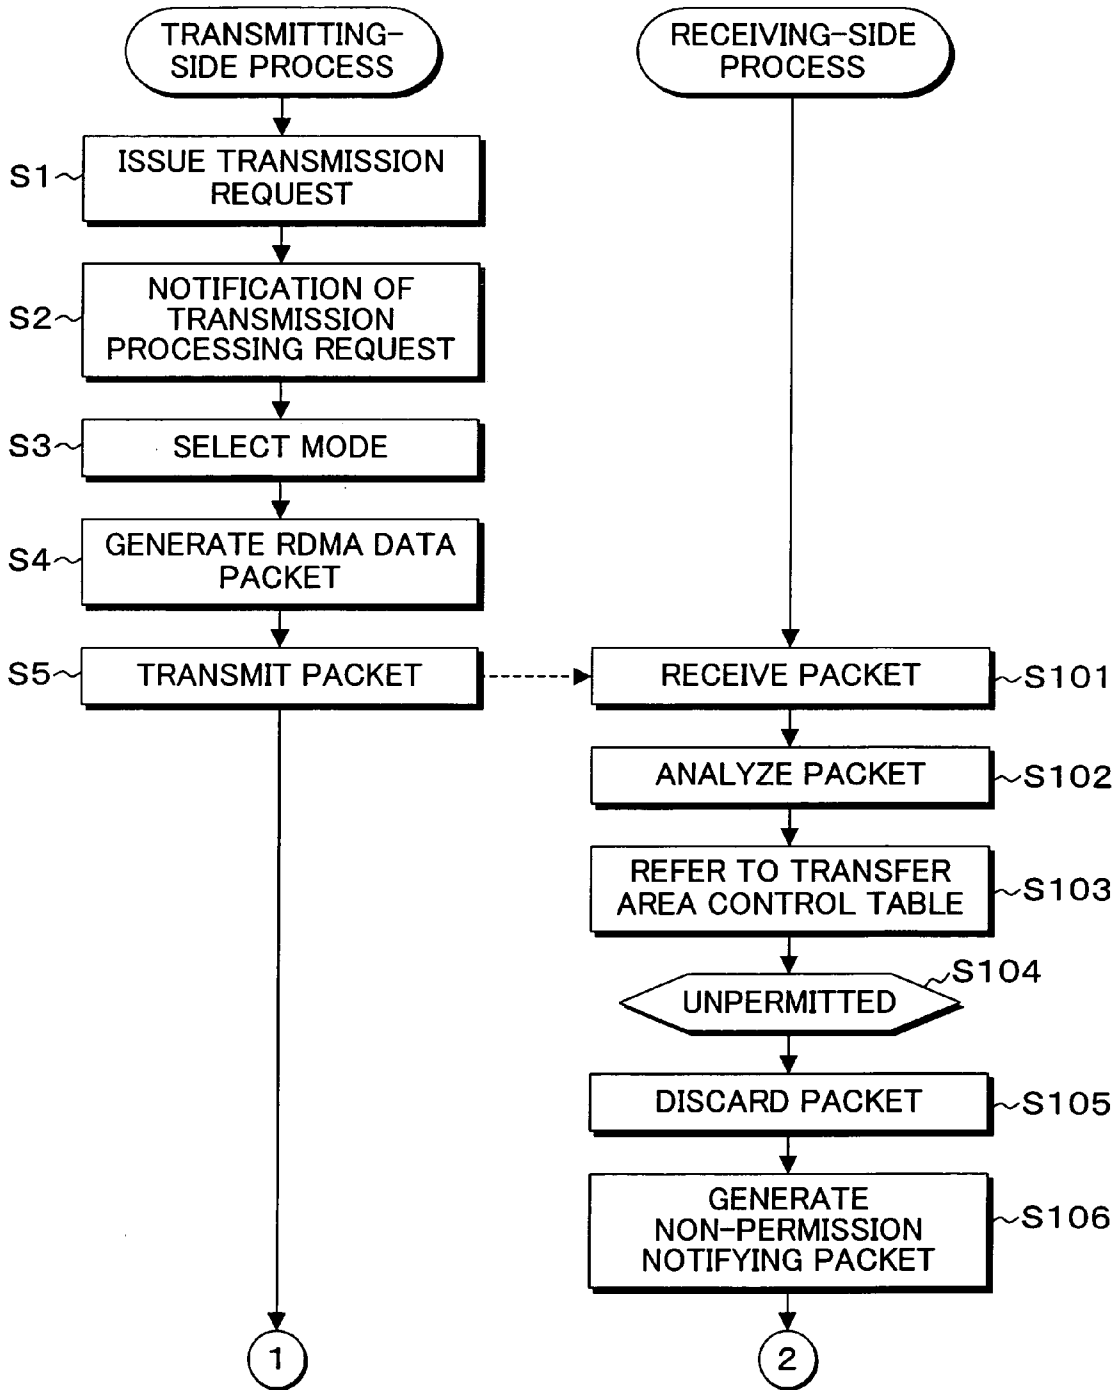 TRANSMITTING-
SIDE PROCESS
S1
ISSUE TRANSMISSION
REQUEST
S2
NOTIFICATION OF
TRANSMISSION
PROCESSING REQUEST
S3
SELECT MODE
S4
GENERATE RDMA DATA
PACKET
S5
TRANSMIT PACKET
1
RECEIVING-SIDE
PROCESS
RECEIVE PACKET
S101
ANALYZE PACKET
S102
REFER TO TRANSFER
AREA CONTROL TABLE
S103
UNPERMITTED
S104
DISCARD PACKET
S105
GENERATE
NON-PERMISSION
NOTIFYING PACKET
S106
2